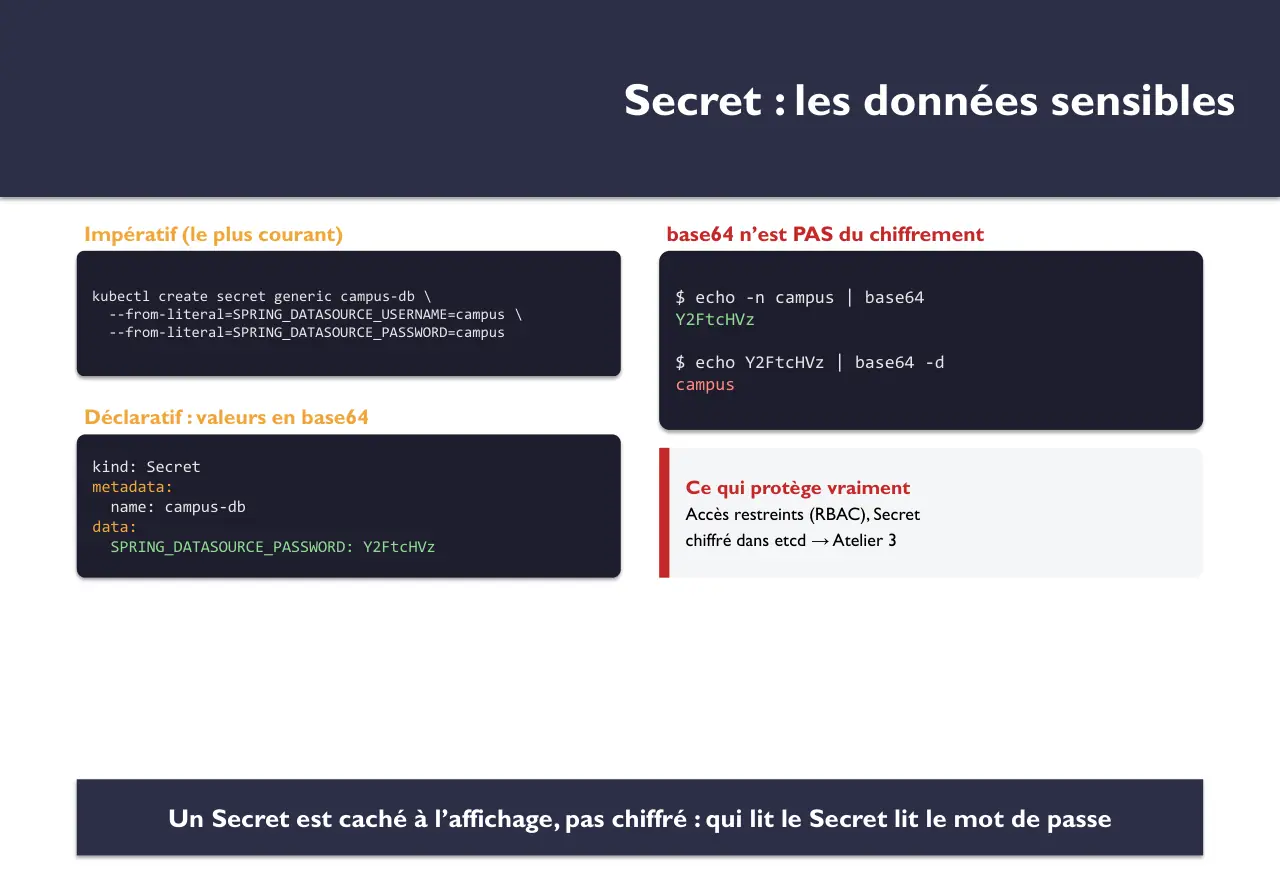 Secret : les données sensibles
Impératif (le plus courant)
kubectl create secret generic campus-db \
  --from-literal=SPRING_DATASOURCE_USERNAME=campus \
  --from-literal=SPRING_DATASOURCE_PASSWORD=campus
Déclaratif : valeurs en base64
kind: Secret
metadata:
  name: campus-db
data:
  SPRING_DATASOURCE_PASSWORD: Y2FtcHVz
base64 n’est PAS du chiffrement
$ echo -n campus | base64
Y2FtcHVz
$ echo Y2FtcHVz | base64 -d
campus
Ce qui protège vraiment
Accès restreints (RBAC), Secret
chiffré dans etcd → Atelier 3
Un Secret est caché à l’affichage, pas chiffré : qui lit le Secret lit le mot de passe